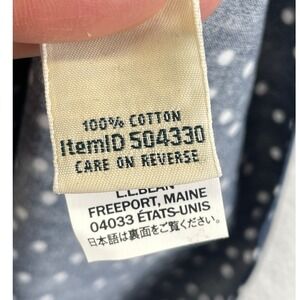 100% COTTON
ItemID 504330
CARE ON REVERSE
L.L.BEAN
FREEPORT, MAINE
04033 ÉTATS-UNIS
日本語は裏面をご覧ください。